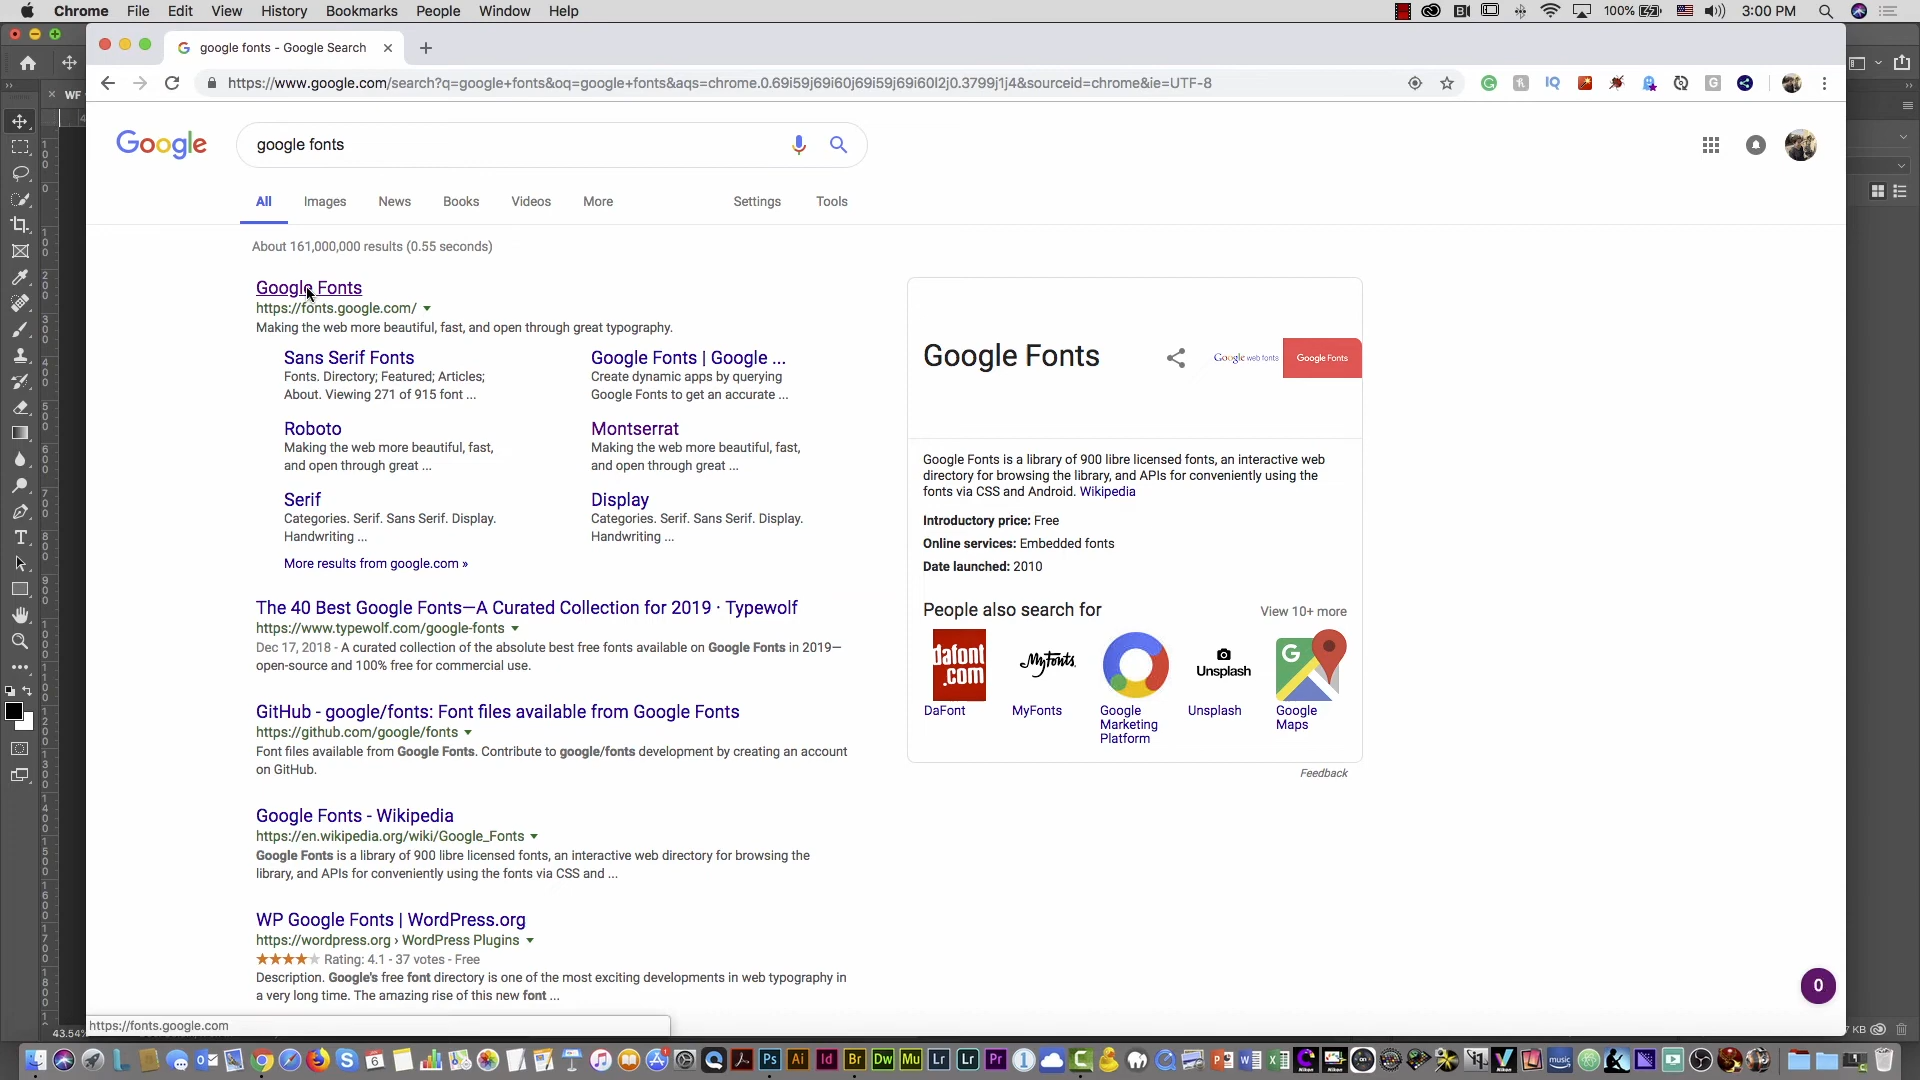 Chrome File Edit View History Bookmarks People Window Help 100% 3:00 PM
google fonts - Google Search
https://www.google.com/search?q=google+fonts&oq=google+fonts&aqs=chrome.0.69i59j69i60j69i59j69i60l2j0.3799j1j4&sourceid=chrome&ie=UTF-8
WF
Google
google fonts
All Images News Books Videos More Settings Tools
About 161,000,000 results (0.55 seconds)
Google Fonts
https://fonts.google.com/
Making the web more beautiful, fast, and open through great typography.
Sans Serif Fonts
Fonts. Directory; Featured; Articles;
About. Viewing 271 of 915 font ...
Google Fonts | Google ...
Create dynamic apps by querying
Google Fonts to get an accurate ...
Roboto
Making the web more beautiful, fast,
and open through great ...
Montserrat
Making the web more beautiful, fast,
and open through great ...
Serif
Categories. Serif. Sans Serif. Display.
Handwriting ...
Display
Categories. Serif. Sans Serif. Display.
Handwriting ...
More results from google.com »
The 40 Best Google Fonts—A Curated Collection for 2019 · Typewolf
https://www.typewolf.com/google-fonts
Dec 17, 2018 - A curated collection of the absolute best free fonts available on Google Fonts in 2019—
open-source and 100% free for commercial use.
GitHub - google/fonts: Font files available from Google Fonts
https://github.com/google/fonts
Font files available from Google Fonts. Contribute to google/fonts development by creating an account
on GitHub.
Google Fonts - Wikipedia
https://en.wikipedia.org/wiki/Google_Fonts
Google Fonts is a library of 900 libre licensed fonts, an interactive web directory for browsing the
library, and APIs for conveniently using the fonts via CSS and ...
WP Google Fonts | WordPress.org
https://wordpress.org › WordPress Plugins
Rating: 4.1 - 37 votes - Free
Description. Google's free font directory is one of the most exciting developments in web typography in
a very long time. The amazing rise of this new font ...
Google Fonts
Google web fonts
Google Fonts
Google Fonts is a library of 900 libre licensed fonts, an interactive web
directory for browsing the library, and APIs for conveniently using the
fonts via CSS and Android. Wikipedia
Introductory price: Free
Online services: Embedded fonts
Date launched: 2010
People also search for
View 10+ more
dafont
.com
MyFonts
Unsplash
G
DaFont
MyFonts
Google
Marketing
Platform
Unsplash
Google
Maps
Feedback
0
https://fonts.google.com
43.54%
KB
Ps Ai Id Br Dw Mu Lr Lr Pr